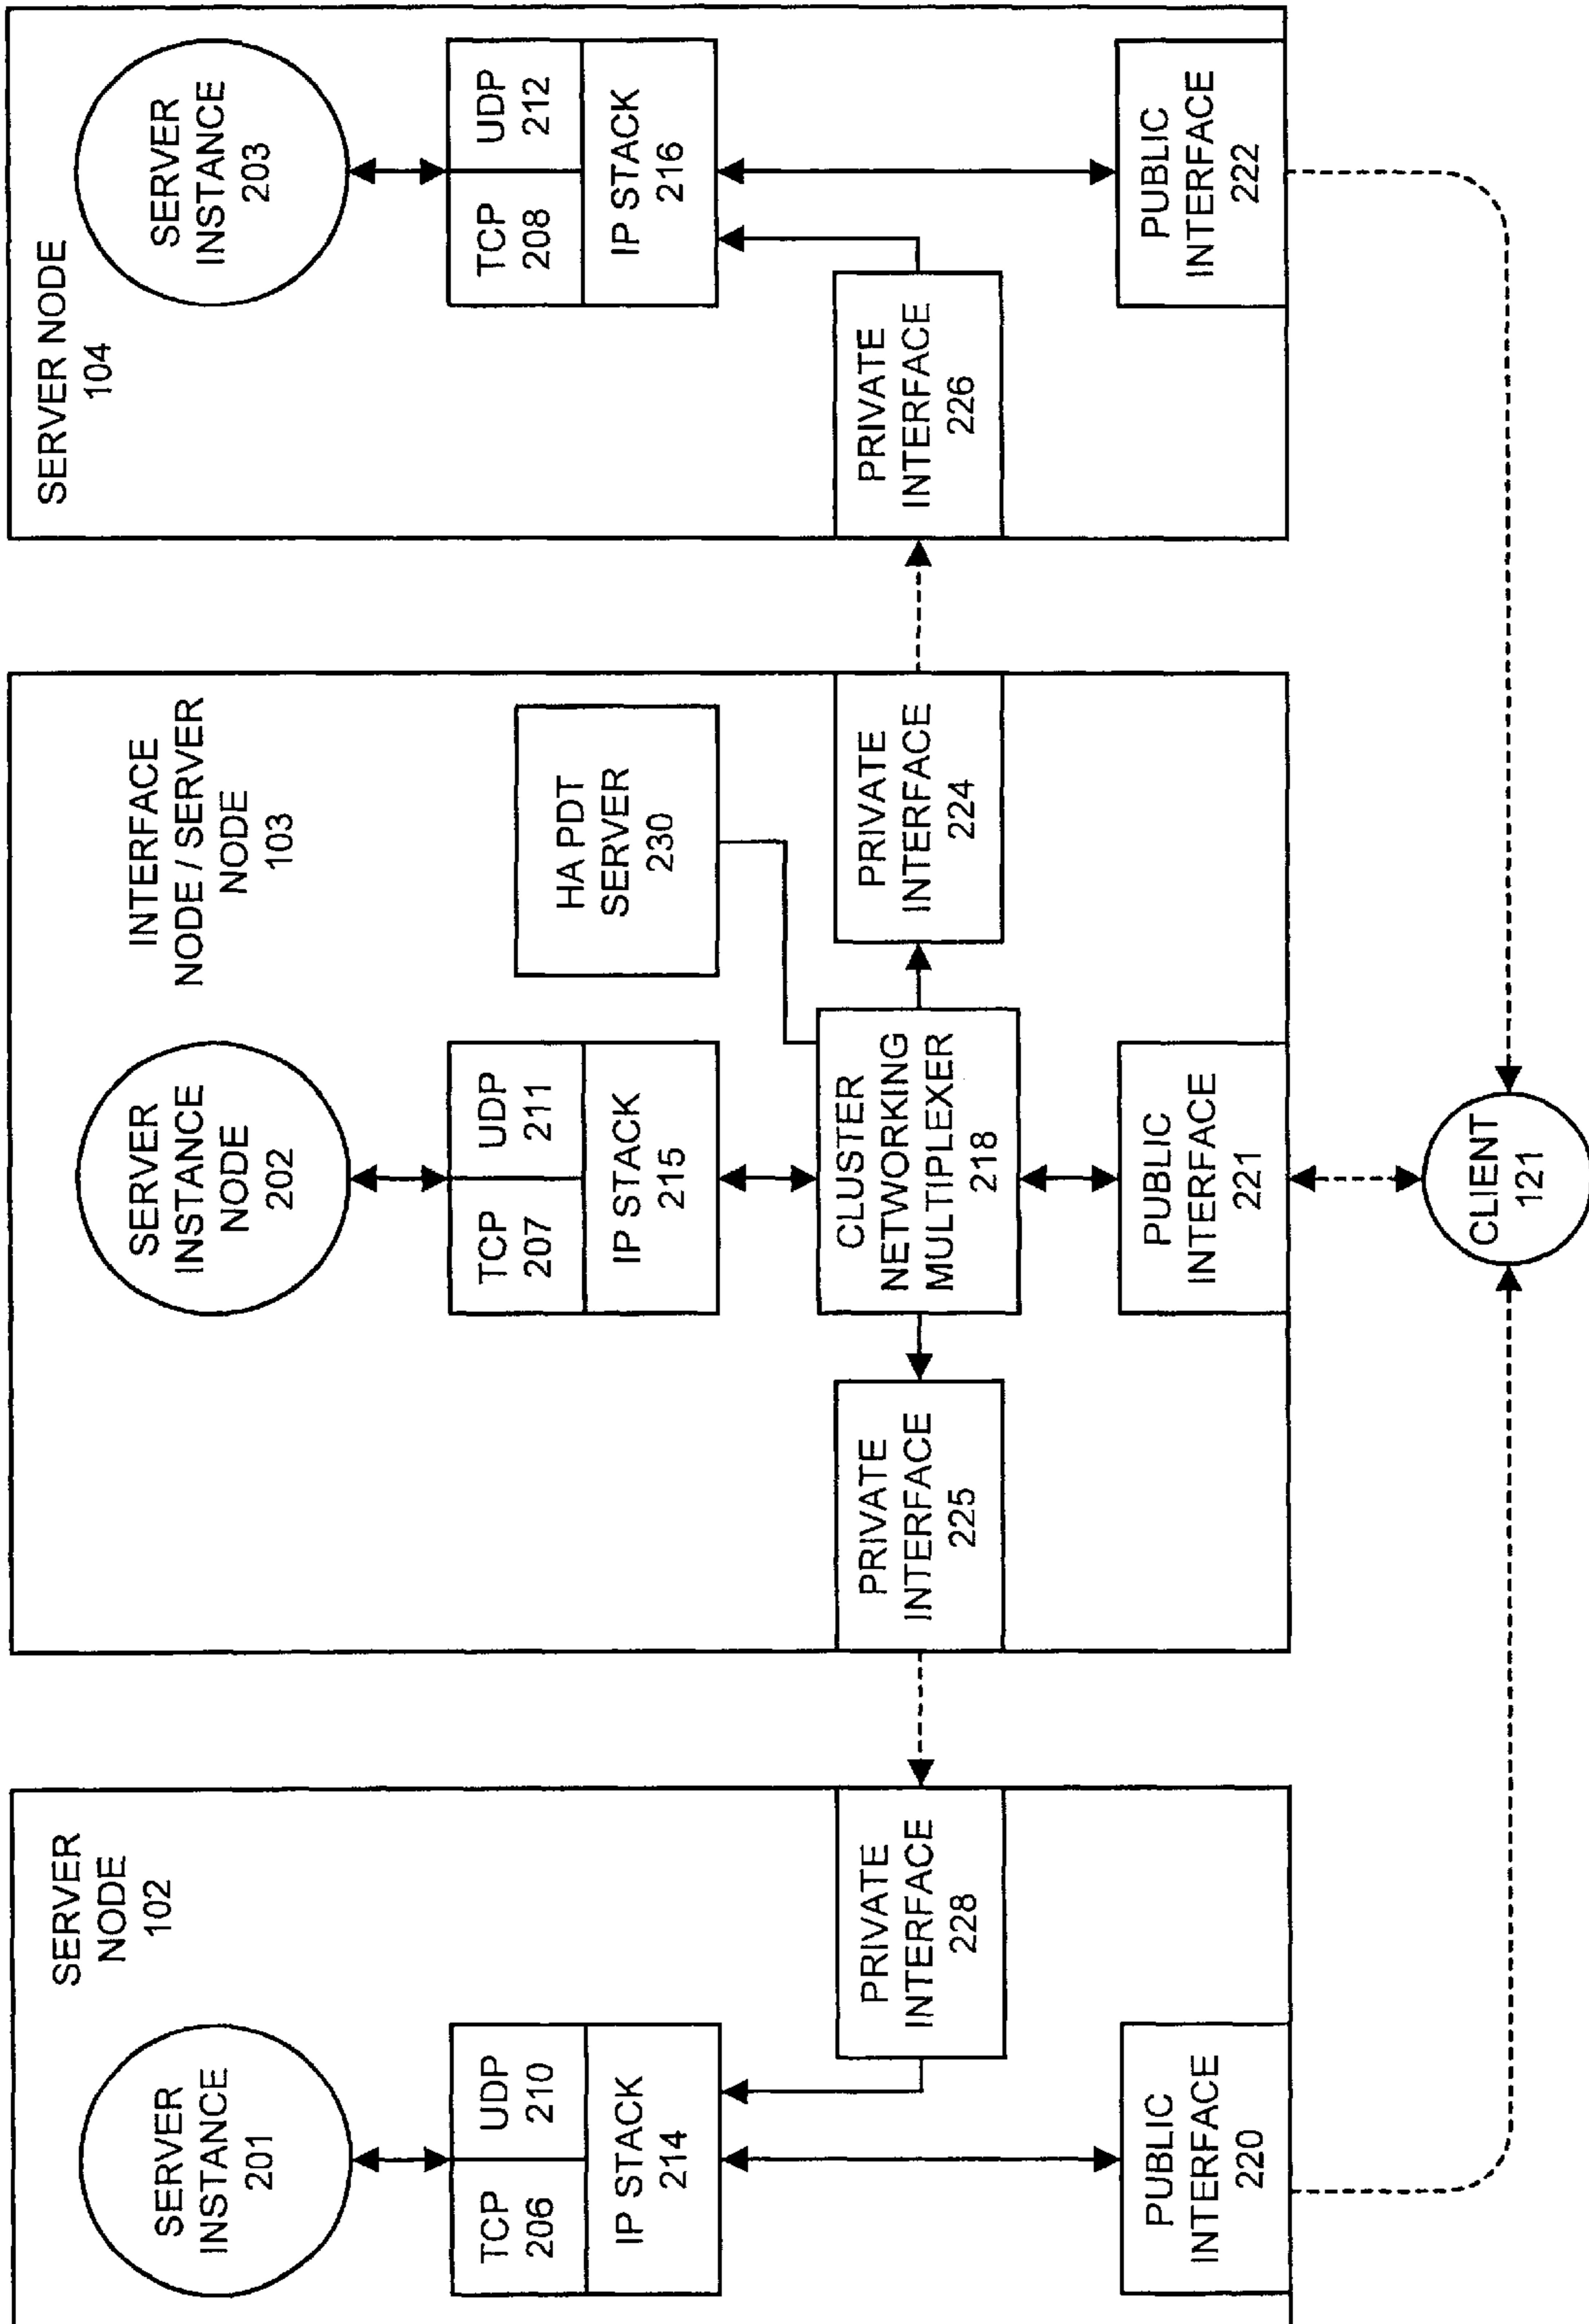 SERVER
NODE
102
SERVER
INSTANCE
201
TCP
206
UDP
210
IP STACK
214
PRIVATE
INTERFACE
228
PUBLIC
INTERFACE
220
INTERFACE
NODE / SERVER
NODE
103
SERVER
INSTANCE
NODE
202
TCP
207
UDP
211
IP STACK
215
HA PDT
SERVER
230
PRIVATE
INTERFACE
225
CLUSTER
NETWORKING
MULTIPLEXER
218
PRIVATE
INTERFACE
224
PUBLIC
INTERFACE
221
SERVER NODE
104
SERVER
INSTANCE
203
TCP
208
UDP
212
IP STACK
216
PRIVATE
INTERFACE
226
PUBLIC
INTERFACE
222
CLIENT
121